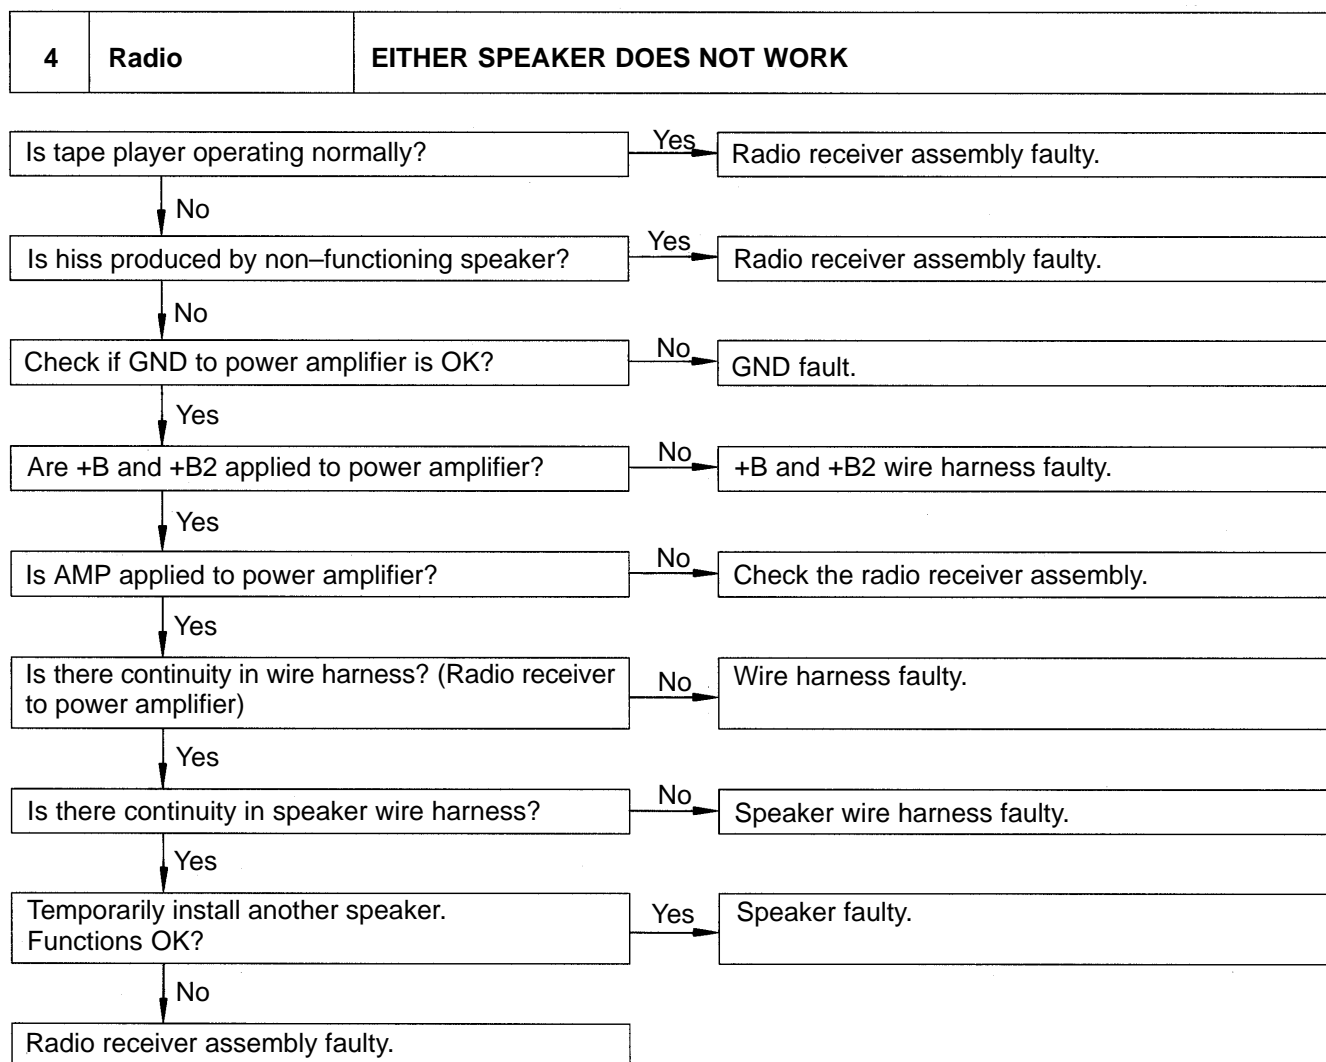 4 Radio EITHER SPEAKER DOES NOT WORK
Is tape player operating normally?
Yes
Radio receiver assembly faulty.
No
Is hiss produced by non–functioning speaker?
Yes
Radio receiver assembly faulty.
No
Check if GND to power amplifier is OK?
No
GND fault.
Yes
Are +B and +B2 applied to power amplifier?
No
+B and +B2 wire harness faulty.
Yes
Is AMP applied to power amplifier?
No
Check the radio receiver assembly.
Yes
Is there continuity in wire harness? (Radio receiver
to power amplifier)
No
Wire harness faulty.
Yes
Is there continuity in speaker wire harness?
No
Speaker wire harness faulty.
Yes
Temporarily install another speaker.
Functions OK?
Yes
Speaker faulty.
No
Radio receiver assembly faulty.